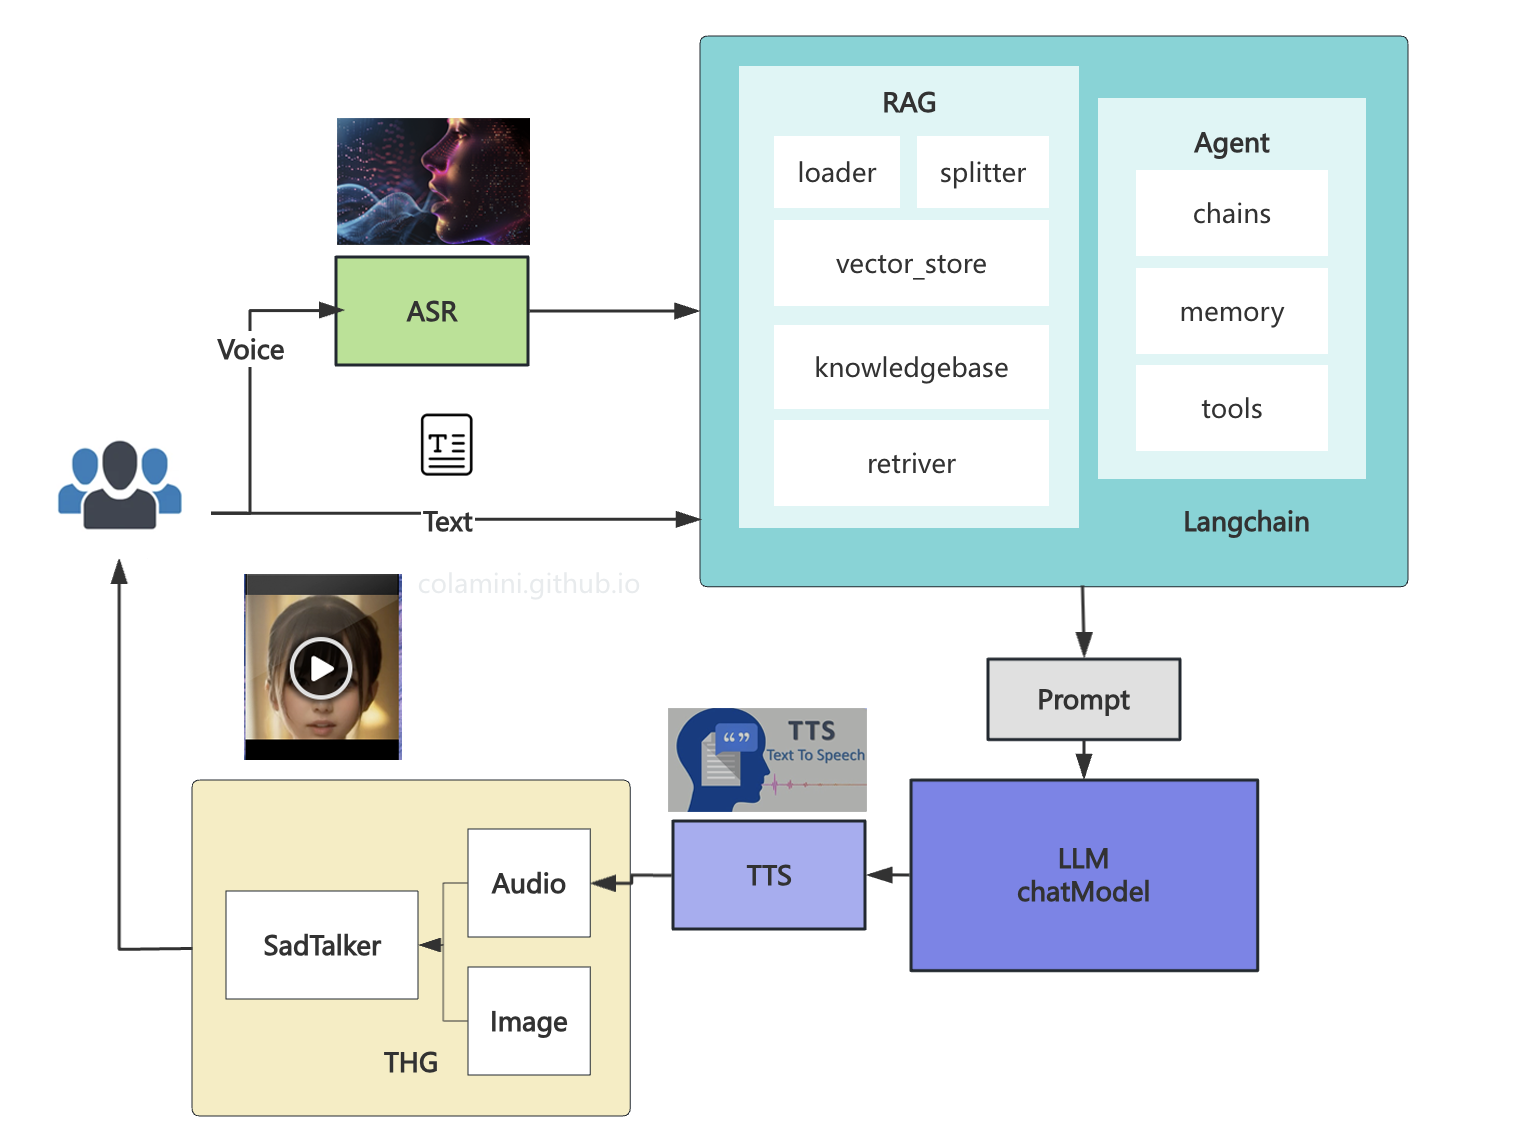 RAG
loader
splitter
vector_store
knowledgebase
retriver
Agent
chains
memory
tools
Langchain
ASR
Voice
T
Text
colamini.github.io
Prompt
TTS
Text To Speech
LLM
chatModel
TTS
Audio
SadTalker
Image
THG